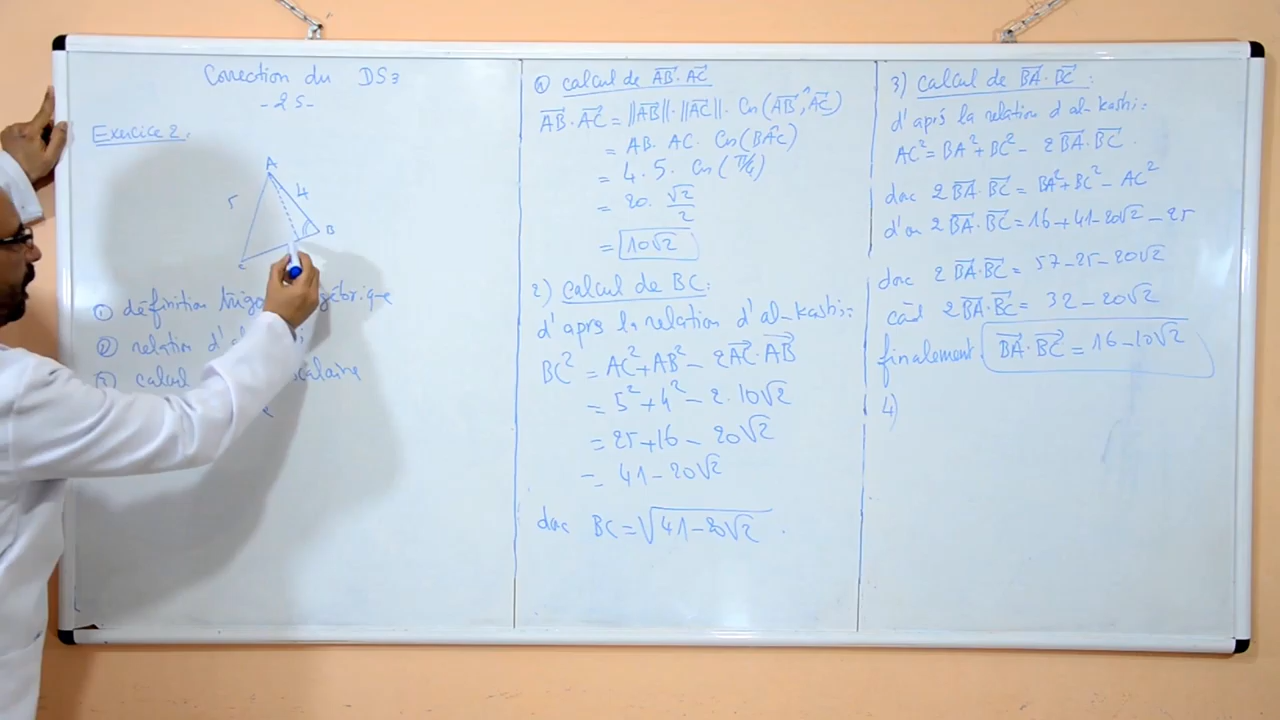 Correction du DS3
- 2S -
Exercice 2:
A
5
4
B
C
① définition
② relation d'al
③ calcul scalaire
① calcul de A͞B⃗.A͞C⃗
AB⃗.AC⃗ = ||AB⃗||.||AC⃗||. Cos(AB⃗,^AC⃗)
= AB. AC. Cos(BÂC)
= 4. 5. Cos(π/4)
= 20. √2/2
= 10√2
2) calcul de BC:
d'après la relation d'al-kashi:
BC² = AC²+AB² - 2AC⃗.AB⃗
= 5²+4² - 2. 10√2
= 25+16 - 20√2
= 41-20√2
donc BC = √(41-20√2) .
3) calcul de BA⃗.BC⃗ :
d'après la relation d'al-kashi:
AC² = BA²+BC² - 2BA⃗.BC⃗ .
donc 2BA⃗.BC⃗ = BA²+BC² - AC²
d'où 2BA⃗.BC⃗ = 16+41-20√2 - 25
donc 2BA⃗.BC⃗ = 57-25-20√2
càd 2BA⃗.BC⃗ = 32-20√2
finalement BA⃗.BC⃗ = 16-10√2
4)